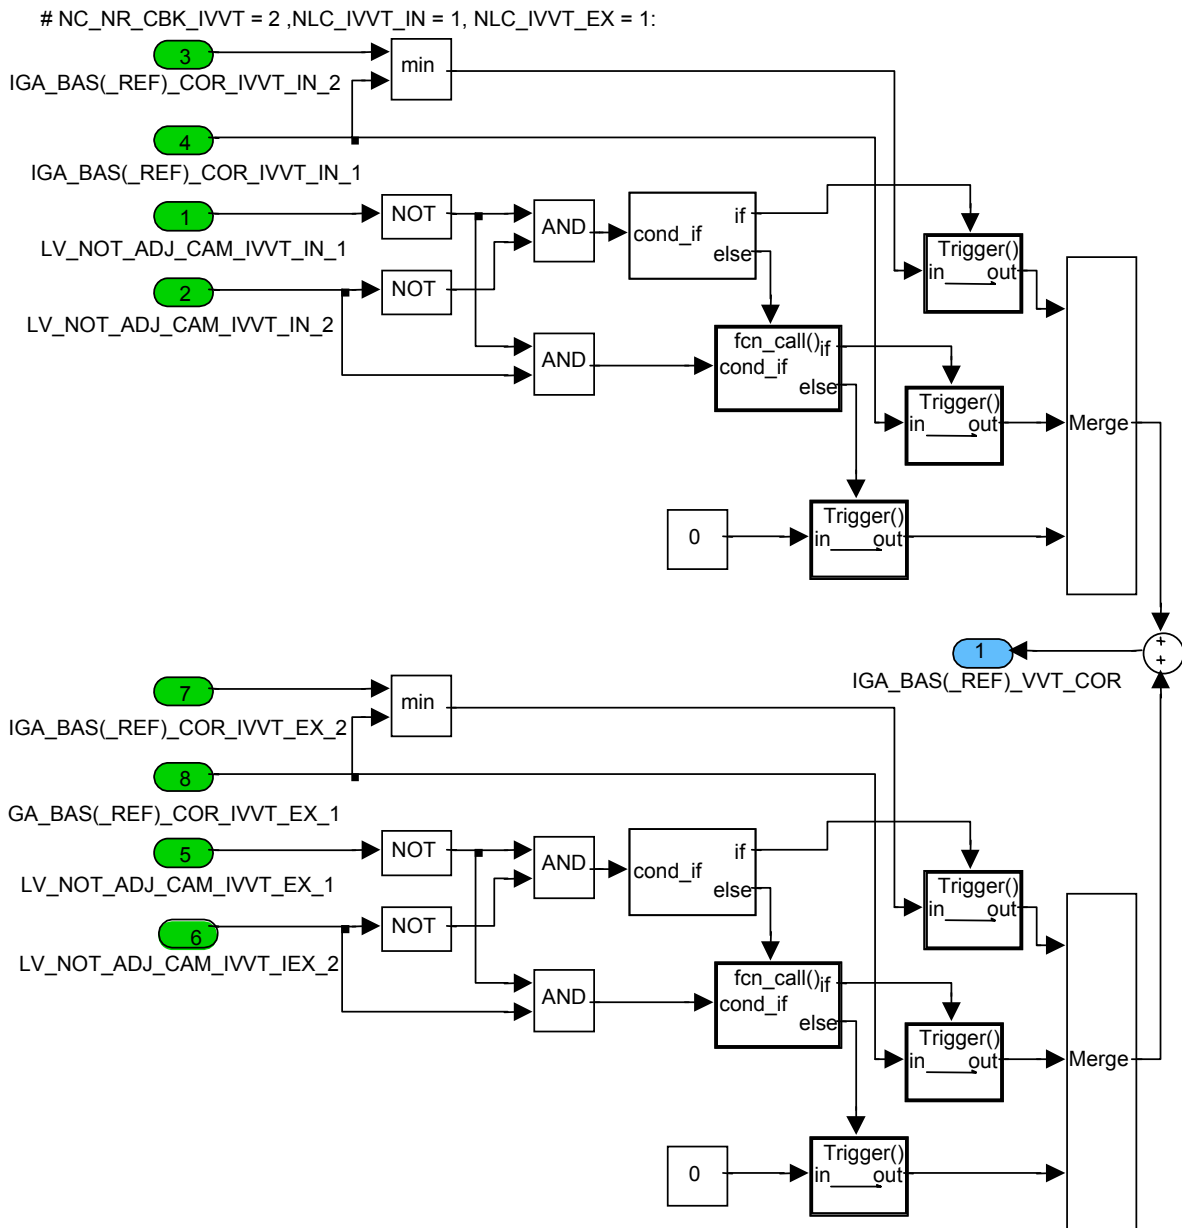 # NC_NR_CBK_IVVT = 2 ,NLC_IVVT_IN = 1, NLC_IVVT_EX = 1:
3
IGA_BAS(_REF)_COR_IVVT_IN_2
min
4
IGA_BAS(_REF)_COR_IVVT_IN_1
1
LV_NOT_ADJ_CAM_IVVT_IN_1
NOT
AND
cond_if
if
else
Trigger()
in
out
2
LV_NOT_ADJ_CAM_IVVT_IN_2
NOT
AND
fcn_call()
if
cond_if
else
Trigger()
in
out
Merge
0
Trigger()
in
out
+
+
1
IGA_BAS(_REF)_VVT_COR
7
IGA_BAS(_REF)_COR_IVVT_EX_2
min
8
GA_BAS(_REF)_COR_IVVT_EX_1
5
LV_NOT_ADJ_CAM_IVVT_EX_1
NOT
AND
cond_if
if
else
Trigger()
in
out
6
LV_NOT_ADJ_CAM_IVVT_IEX_2
NOT
AND
fcn_call()
if
cond_if
else
Trigger()
in
out
Merge
0
Trigger()
in
out